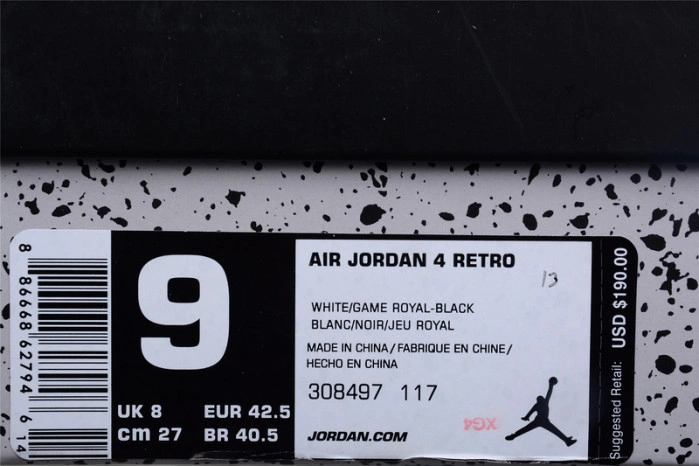 8 86668 62794 6 14
9
UK 8 EUR 42.5
cm 27 BR 40.5
AIR JORDAN 4 RETRO
13
WHITE/GAME ROYAL-BLACK
BLANC/NOIR/JEU ROYAL
MADE IN CHINA/FABRIQUE EN CHINE/
HECHO EN CHINA
308497 117
XG4
JORDAN.COM
Suggested Retail: USD $190.00